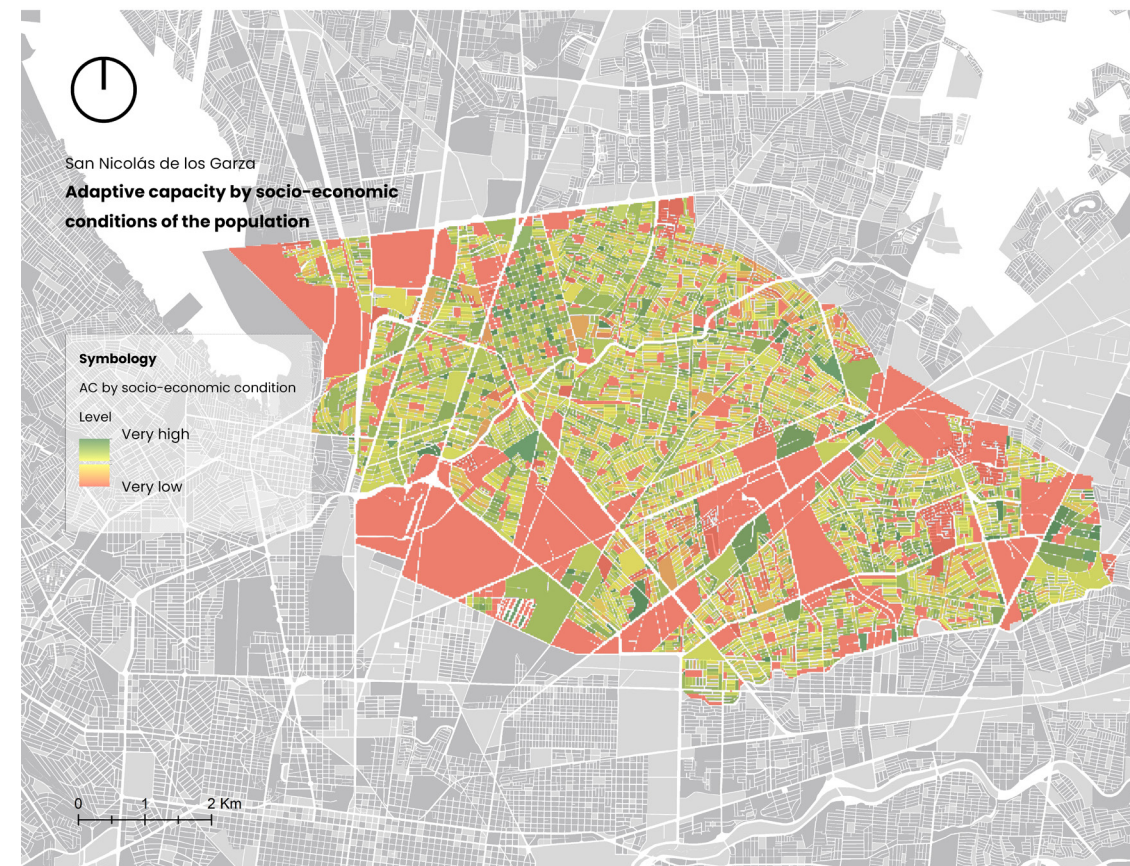 San Nicolás de los Garza
Adaptive capacity by socio-economic
conditions of the population
Symbology
AC by socio-economic condition
Level
Very high
Very low
0 1 2 Km